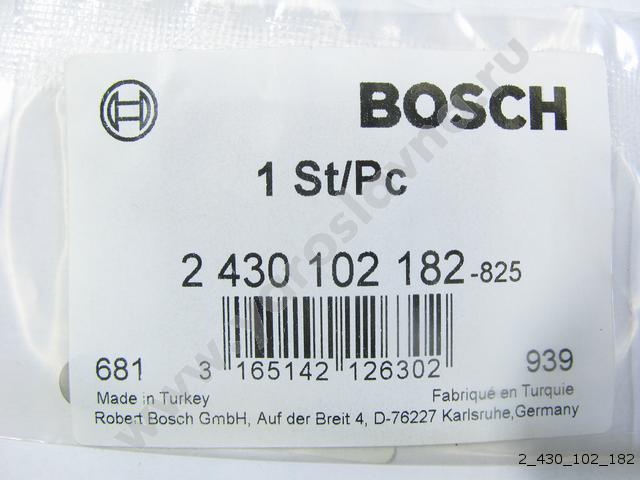 BOSCH
1 St/Pc
2 430 102 182-825
681 3 165142 126302 939
Made in Turkey Fabriqué en Turquie
Robert Bosch GmbH, Auf der Breit 4, D-76227 Karlsruhe,Germany
2_430_102_182